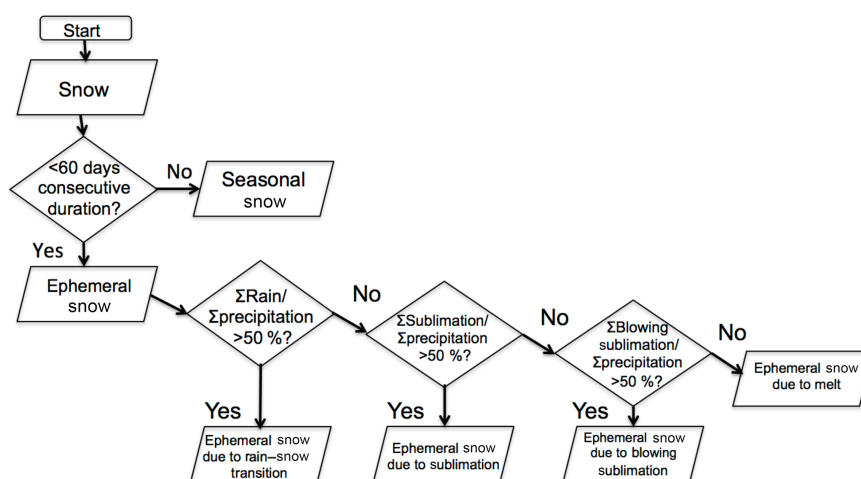 Start
Snow
<60 days
consecutive
duration?
No
Seasonal
snow
Yes
Ephemeral
snow
ΣRain/
Σprecipitation
>50 %?
No
Yes
Ephemeral snow
due to rain–snow
transition
ΣSublimation/
Σprecipitation
>50 %?
No
Yes
Ephemeral snow
due to sublimation
ΣBlowing
sublimation/
Σprecipitation
>50 %?
No
Yes
Ephemeral snow
due to blowing
sublimation
Ephemeral snow
due to melt